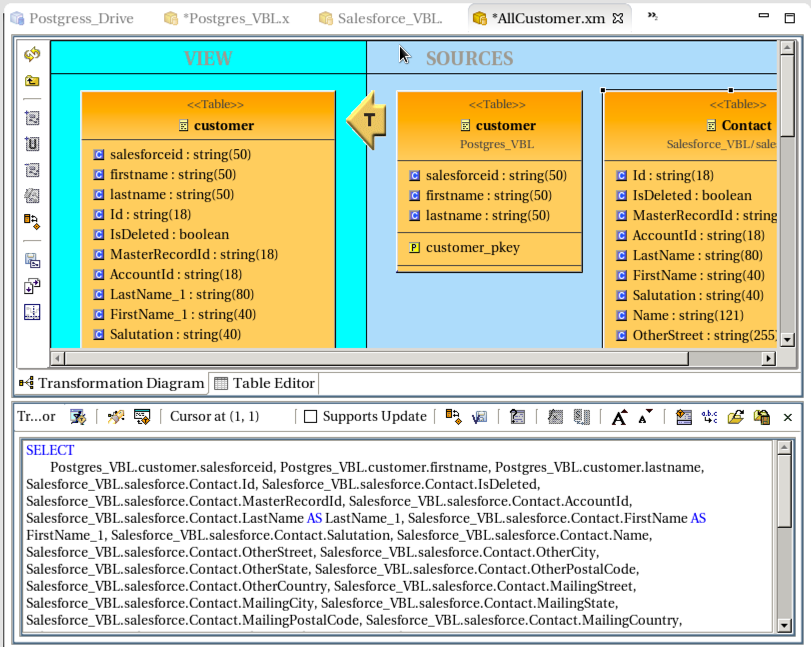 Postgress_Drive
*Postgres_VBL.x
Salesforce_VBL.
*AllCustomer.xm
VIEW
SOURCES
<<Table>>
customer
salesforceid : string(50)
firstname : string(50)
lastname : string(50)
Id : string(18)
IsDeleted : boolean
MasterRecordId : string(18)
AccountId : string(18)
LastName_1 : string(80)
FirstName_1 : string(40)
Salutation : string(40)
T
<<Table>>
customer
Postgres_VBL
salesforceid : string(50)
firstname : string(50)
lastname : string(50)
customer_pkey
<<Table>>
Contact
Salesforce_VBL/sale
Id : string(18)
IsDeleted : boolean
MasterRecordId : string
AccountId : string(18)
LastName : string(80)
FirstName : string(40)
Salutation : string(40)
Name : string(121)
OtherStreet : string(255
Transformation Diagram
Table Editor
Tr...or
Cursor at (1, 1)
Supports Update
SELECT
Postgres_VBL.customer.salesforceid, Postgres_VBL.customer.firstname, Postgres_VBL.customer.lastname,
Salesforce_VBL.salesforce.Contact.Id, Salesforce_VBL.salesforce.Contact.IsDeleted,
Salesforce_VBL.salesforce.Contact.MasterRecordId, Salesforce_VBL.salesforce.Contact.AccountId,
Salesforce_VBL.salesforce.Contact.LastName AS LastName_1, Salesforce_VBL.salesforce.Contact.FirstName AS
FirstName_1, Salesforce_VBL.salesforce.Contact.Salutation, Salesforce_VBL.salesforce.Contact.Name,
Salesforce_VBL.salesforce.Contact.OtherStreet, Salesforce_VBL.salesforce.Contact.OtherCity,
Salesforce_VBL.salesforce.Contact.OtherState, Salesforce_VBL.salesforce.Contact.OtherPostalCode,
Salesforce_VBL.salesforce.Contact.OtherCountry, Salesforce_VBL.salesforce.Contact.MailingStreet,
Salesforce_VBL.salesforce.Contact.MailingCity, Salesforce_VBL.salesforce.Contact.MailingState,
Salesforce_VBL.salesforce.Contact.MailingPostalCode, Salesforce_VBL.salesforce.Contact.MailingCountry,